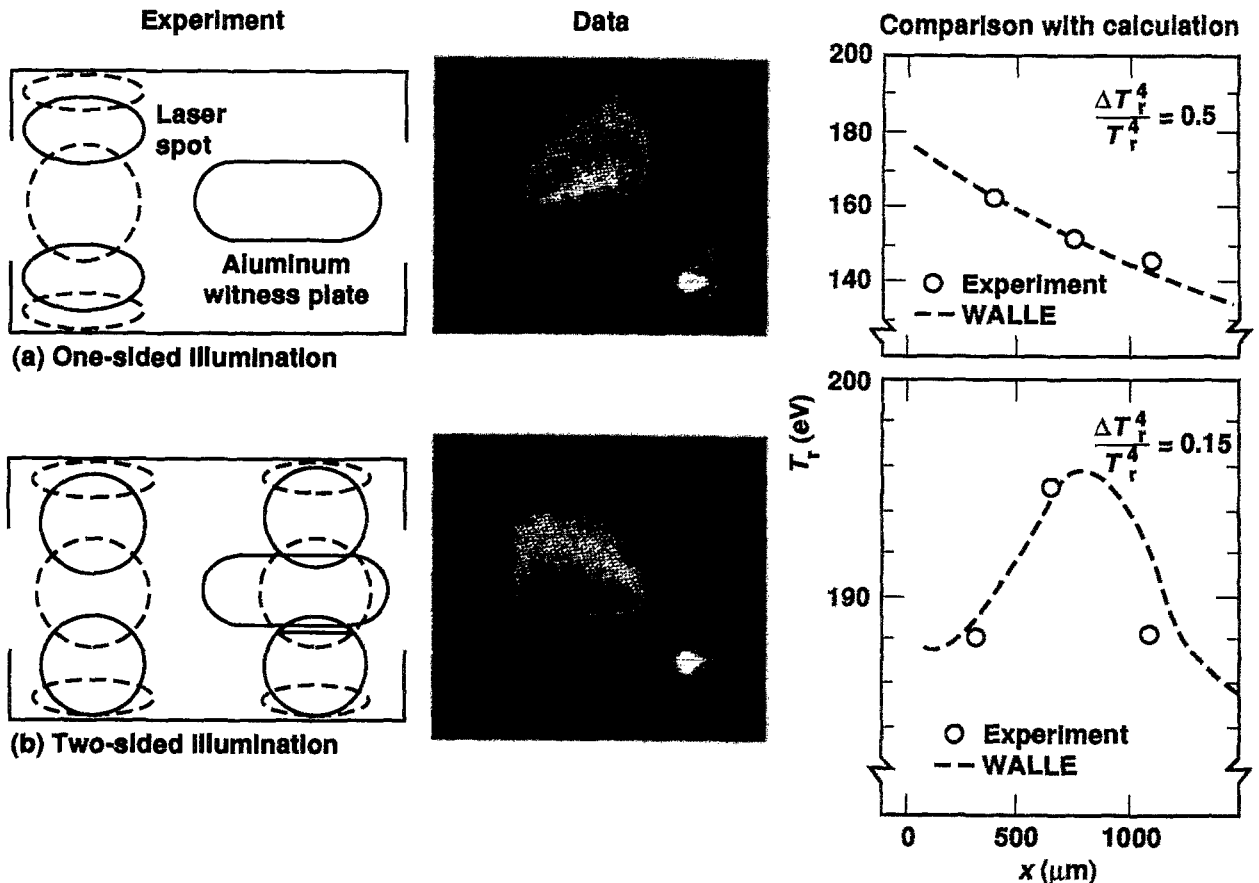 Experiment
Data
Comparison with calculation
Laser
spot
Aluminum
witness plate
(a) One-sided illumination
200
180
160
140
ΔT_r^4 / T_r^4 = 0.5
Experiment
WALLE
(b) Two-sided illumination
T_r (eV)
200
190
ΔT_r^4 / T_r^4 = 0.15
Experiment
WALLE
0
500
1000
x (μm)